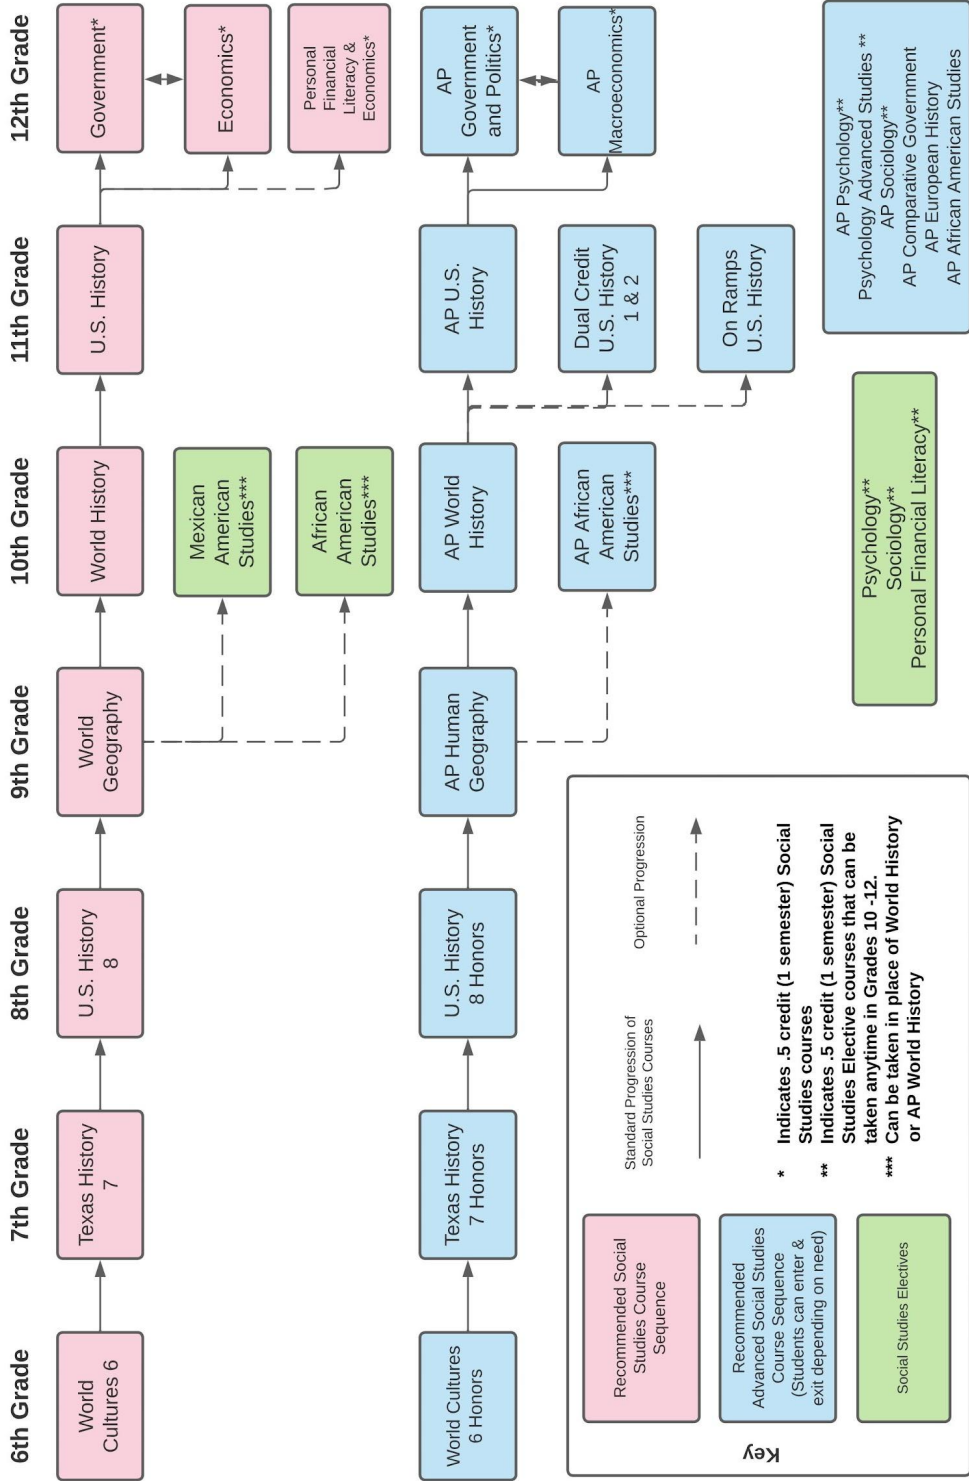 6th Grade
7th Grade
8th Grade
9th Grade
10th Grade
11th Grade
12th Grade
World
Cultures 6
Texas History
7
U.S. History
8
World
Geography
World History
U.S. History
Government*
Mexican
American
Studies***
Economics*
African
American
Studies***
Personal
Financial
Literacy &
Economics*
World Cultures
6 Honors
Texas History
7 Honors
U.S. History
8 Honors
AP Human
Geography
AP World
History
AP U.S.
History
AP
Government
and Politics*
AP African
American
Studies***
Dual Credit
U.S. History
1 & 2
AP
Macroeconomics*
On Ramps
U.S. History
Key
Recommended Social
Studies Course
Sequence
Recommended
Advanced Social Studies
Course Sequence
(Students can enter &
exit depending on need)
Social Studies Electives
Standard Progression of
Social Studies Courses
Optional Progression
* Indicates .5 credit (1 semester) Social
Studies courses
** Indicates .5 credit (1 semester) Social
Studies Elective courses that can be
taken anytime in Grades 10 -12.
*** Can be taken in place of World History
or AP World History
Psychology**
Sociology**
Personal Financial Literacy**
AP Psychology**
Psychology Advanced Studies **
AP Sociology**
AP Comparative Government
AP European History
AP African American Studies